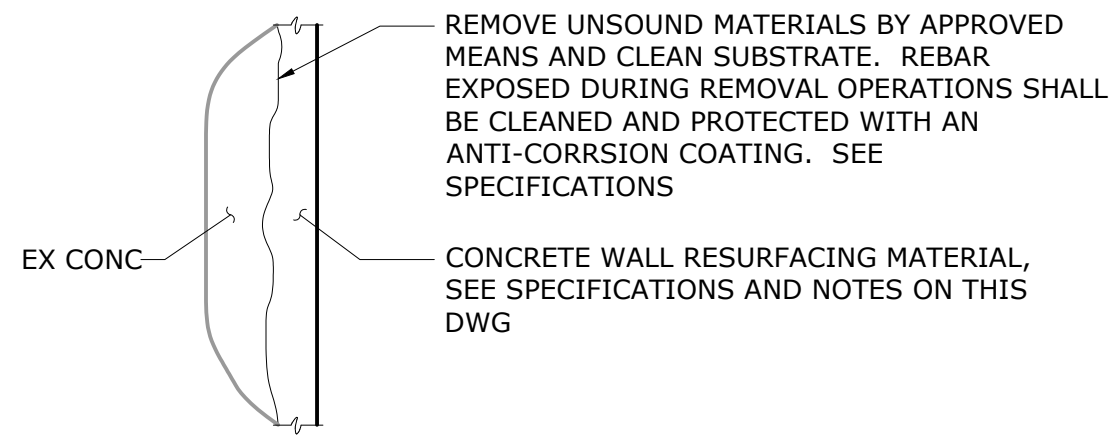 REMOVE UNSOUND MATERIALS BY APPROVED
MEANS AND CLEAN SUBSTRATE.  REBAR
EXPOSED DURING REMOVAL OPERATIONS SHALL
BE CLEANED AND PROTECTED WITH AN
ANTI-CORRSION COATING.  SEE
SPECIFICATIONS
EX CONC
CONCRETE WALL RESURFACING MATERIAL,
SEE SPECIFICATIONS AND NOTES ON THIS
DWG